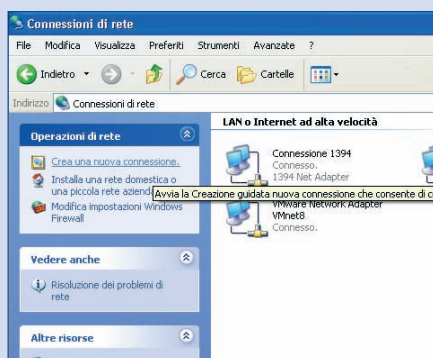 Connessioni di rete
File Modifica Visualizza Preferiti Strumenti Avanzate ?
Indietro Cerca Cartelle
Indirizzo Connessioni di rete
Operazioni di rete
Crea una nuova connessione.
Installa una rete domestica o
una piccola rete aziend
Modifica impostazioni Windows
Firewall
Vedere anche
Risoluzione dei problemi di
rete
Altre risorse
LAN o Internet ad alta velocità
Connessione 1394
Connesso.
1394 Net Adapter
Avvia la Creazione guidata nuova connessione che consente di c
VMware Network Adapter
VMnet8
Connesso.